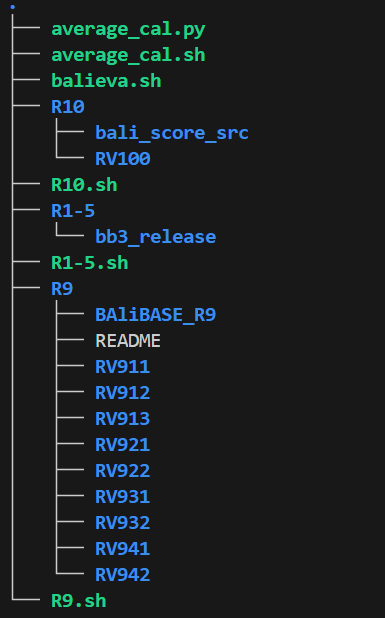 .
├── average_cal.py
├── average_cal.sh
├── balieva.sh
├── R10
│   ├── bali_score_src
│   └── RV100
├── R10.sh
├── R1-5
│   └── bb3_release
├── R1-5.sh
├── R9
│   ├── BAliBASE_R9
│   ├── README
│   ├── RV911
│   ├── RV912
│   ├── RV913
│   ├── RV921
│   ├── RV922
│   ├── RV931
│   ├── RV932
│   ├── RV941
│   └── RV942
└── R9.sh